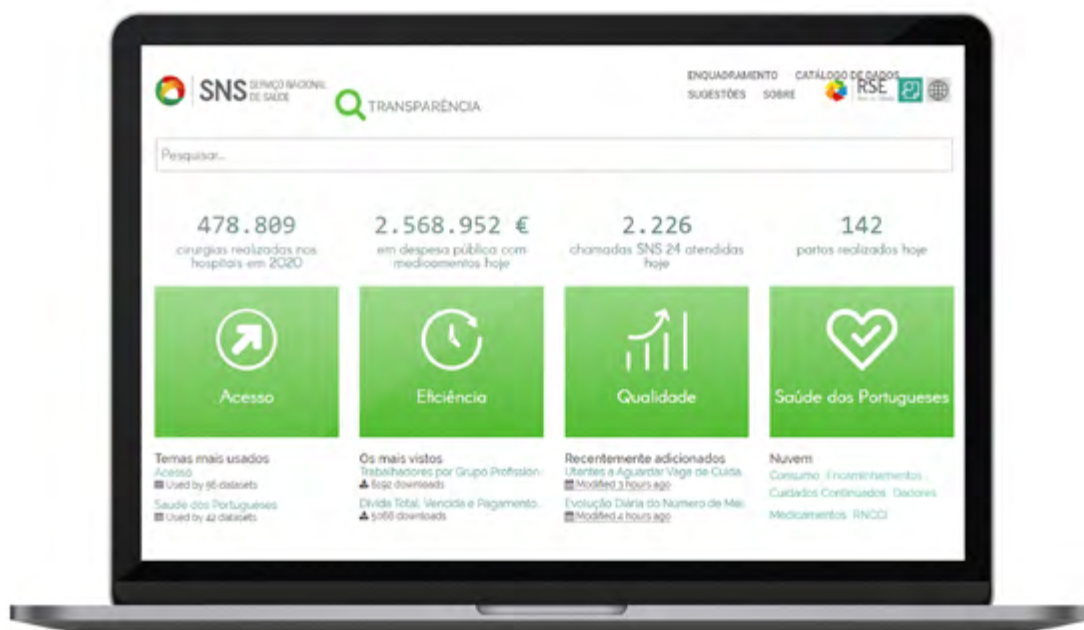 SNS SERVIÇO NACIONAL
DE SAÚDE
TRANSPARÊNCIA
ENQUADRAMENTO CATÁLOGO DE DADOS
SUGESTÕES SOBRE
RSE
Pesquisar...
478.809
cirurgias realizadas nos
hospitais em 2020
2.568.952 €
em despesa pública com
medicamentos hoje
2.226
chamadas SNS 24 atendidas
hoje
142
partos realizados hoje
Acesso
Eficiência
Qualidade
Saúde dos Portugueses
Temas mais usados
Acesso
Used by 56 datasets
Saúde dos Portugueses
Used by 42 datasets
Os mais vistos
Trabalhadores por Grupo Profission...
8192 downloads
Dívida Total, Vencida e Pagamento...
5066 downloads
Recentemente adicionados
Utentes a Aguardar Vaga de Cuida...
Modified 3 hours ago
Evolução Diária do Número de Mei...
Modified 4 hours ago
Nuvem
Consumo Encaminhamentos
Cuidados Continuados Dadores
Medicamentos RNCCI